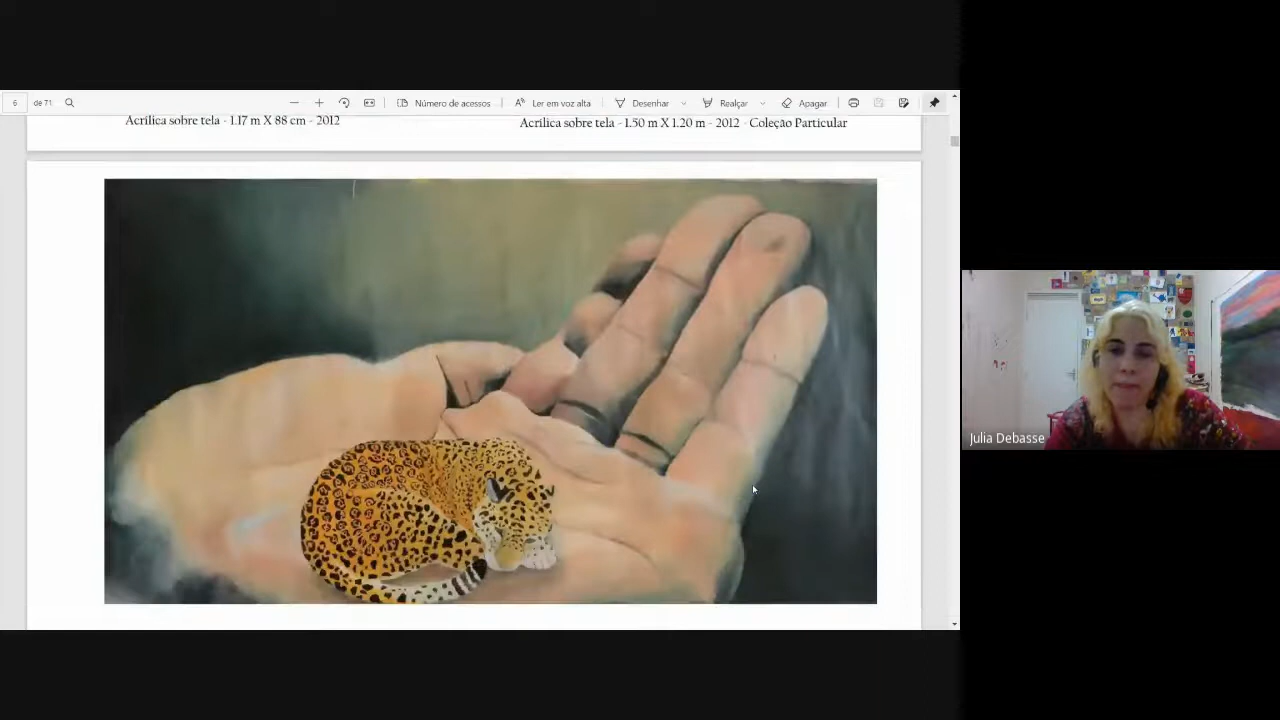 6 de 71 Número de acessos Ler em voz alta Desenhar Realçar Apagar
Acrílica sobre tela - 1.17 m X 88 cm - 2012
Acrílica sobre tela - 1.50 m X 1.20 m - 2012 - Coleção Particular
Julia Debasse